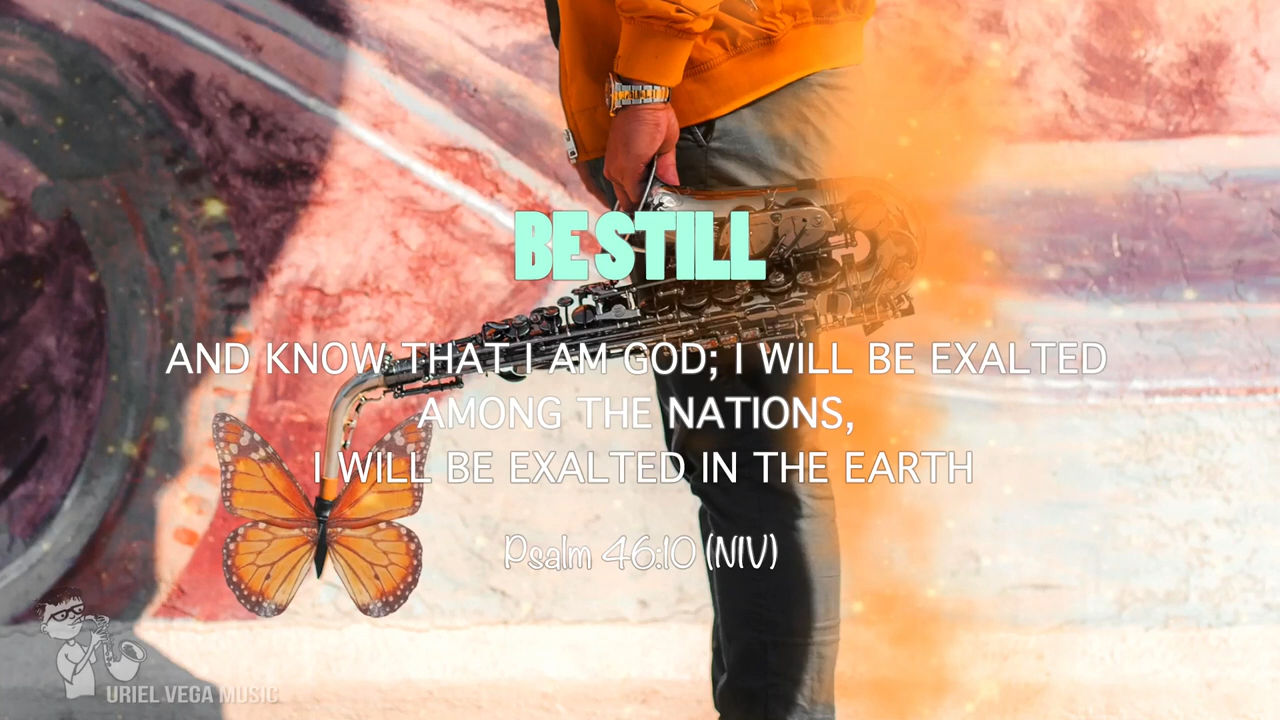 BE STILL
AND KNOW THAT I AM GOD; I WILL BE EXALTED
AMONG THE NATIONS,
I WILL BE EXALTED IN THE EARTH
Psalm 46:10 (NIV)
URIEL VEGA MUSIC